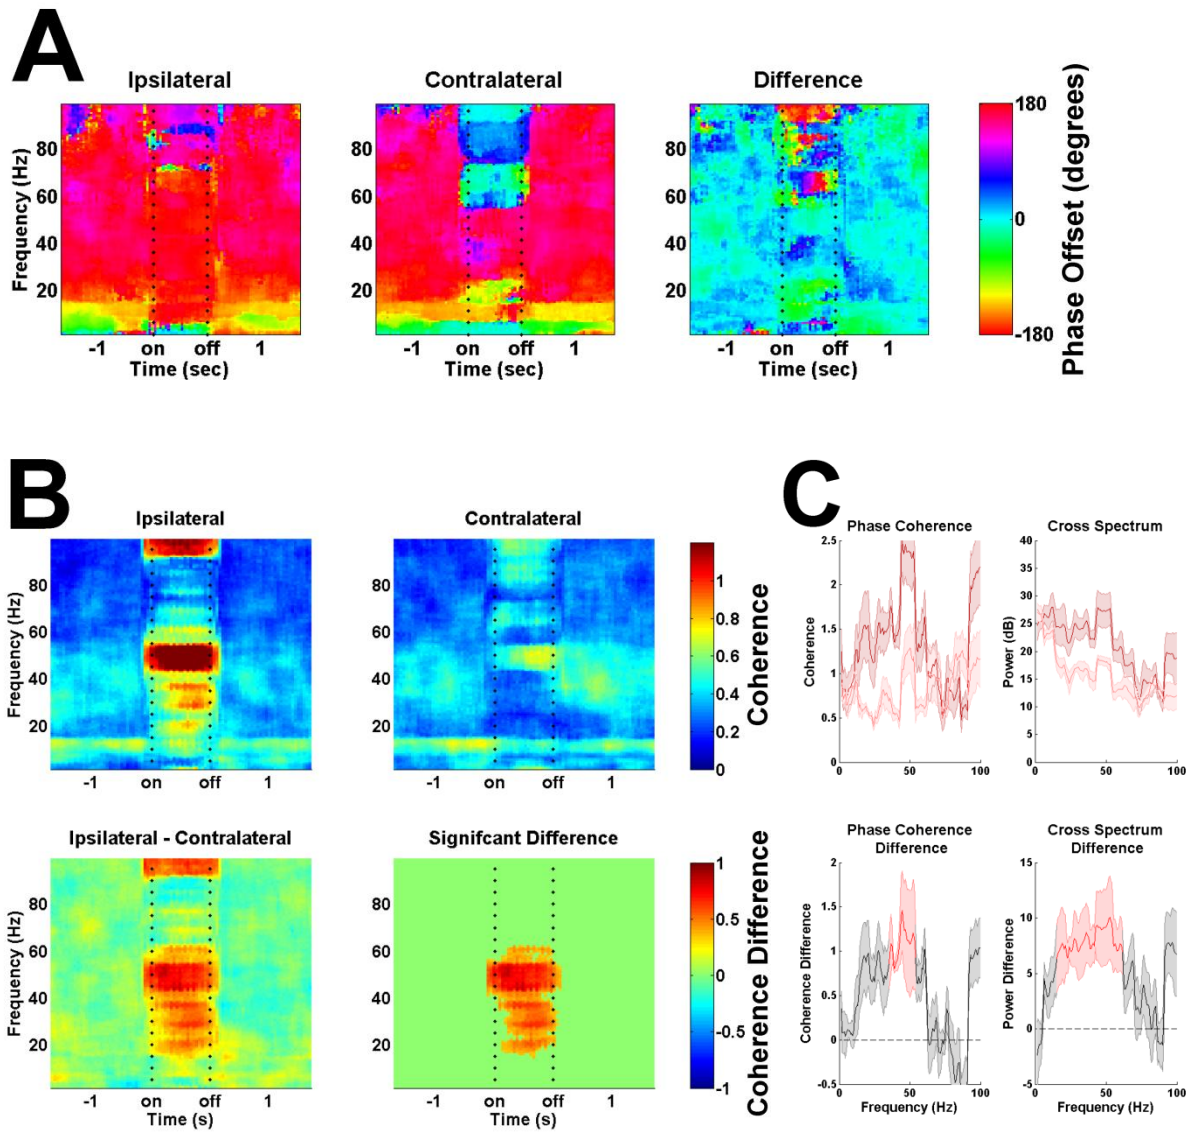 A
Ipsilateral
Contralateral
Difference
Frequency (Hz)
80
60
40
20
-1
on
off
1
Time (sec)
80
60
40
20
-1
on
off
1
Time (sec)
80
60
40
20
-1
on
off
1
Time (sec)
180
0
-180
Phase Offset (degrees)
B
Ipsilateral
Contralateral
Frequency (Hz)
80
60
40
20
-1
on
off
1
80
60
40
20
-1
on
off
1
1
0.8
0.6
0.4
0.2
0
Coherence
Ipsilateral - Contralateral
Signifcant Difference
Frequency (Hz)
80
60
40
20
-1
on
off
1
Time (s)
80
60
40
20
-1
on
off
1
Time (s)
1
0.5
0
-0.5
-1
Coherence Difference
C
Phase Coherence
Cross Spectrum
Coherence
2.5
2
1.5
1
0.5
0
0
50
100
Power (dB)
40
35
30
25
20
15
10
5
0
0
50
100
Phase Coherence
Difference
Cross Spectrum
Difference
Coherence Difference
2
1.5
1
0.5
0
-0.5
0
50
100
Frequency (Hz)
Power Difference
15
10
5
0
-5
0
50
100
Frequency (Hz)